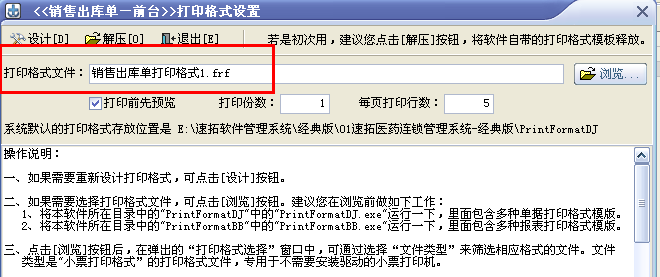 <<销售出库单一前台>>打印格式设置
设计[D] 解压[O] 退出[E] 若是初次用，建议您点击[解压]按钮，将软件自带的打印格式模板释放。
打印格式文件： 销售出库单打印格式1.frf 浏览...
打印前先预览 打印份数： 1 每页打印行数： 5
系统默认的打印格式存放位置是 E:\速拓软件管理系统\经典版\01速拓医药连锁管理系统-经典版\PrintFormatDJ
操作说明：
一、如果需要重新设计打印格式，可点击[设计]按钮。
二、如果需要选择打印格式文件，可点击[浏览]按钮。建议您在浏览前做如下工作：
1、将本软件所在目录中的"PrintFormatDJ"中的"PrintFormatDJ.exe"运行一下，里面包含多种单据打印格式模版。
2、将本软件所在目录中的"PrintFormatBB"中的"PrintFormatBB.exe"运行一下，里面包含多种报表打印格式模版。
三、点击[浏览]按钮后，在弹出的“打印格式选择”窗口中，可通过选择“文件类型”来筛选相应格式的文件。文件
类型是“小票打印格式”的打印格式文件，专用于不需要安装驱动的小票打印机。